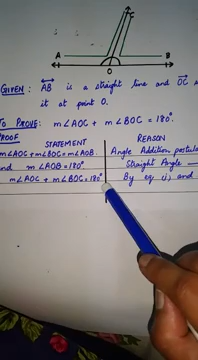 C
A B
O
GIVEN : AB is a straight line and OC
it at point O.
TO PROVE: m∠AOC + m∠BOC = 180°
PROOF
STATEMENT REASON
m∠AOC + m∠BOC = m∠AOB. Angle Addition postula
and m∠AOB = 180° Straight Angle
m∠AOC + m∠BOC = 180° By eq (i) and